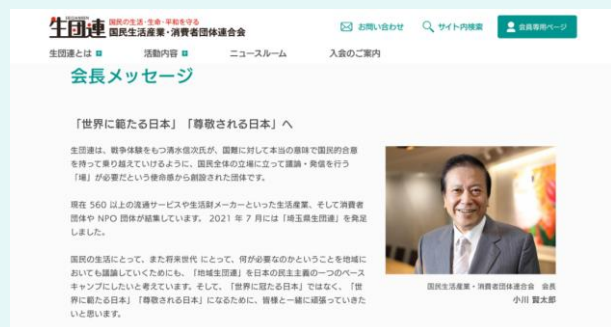 生団連 国民の生活・生命・平和を守る
国民生活産業・消費者団体連合会
お問い合わせ サイト内検索 会員専用ページ
生団連とは 活動内容 ニュースルーム 入会のご案内
会長メッセージ
「世界に範たる日本」「尊敬される日本」へ
生団連は、戦争体験をもつ清水信次氏が、国難に対して本当の意味で国民的合意
を持って乗り越えていけるように、国民全体の立場に立って議論・発信を行う
「場」が必要だという使命感から創設された団体です。
現在 560 以上の流通サービスや生活財メーカーといった生活産業、そして消費者
団体や NPO 団体が結集しています。 2021 年 7 月には「埼玉県生団連」を発足
しました。
国民の生活にとって、また将来世代 にとって、何が必要なのかということを地域に
おいても議論していくためにも、「地域生団連」を日本の民主主義の一つのベース
キャンプにしたいと考えています。そして、「世界に冠たる日本」ではなく、「世
界に範たる日本」「尊敬される日本」になるために、皆様と一緒に頑張っていきた
いと思います。
国民生活産業・消費者団体連合会 会長
小川 賢太郎